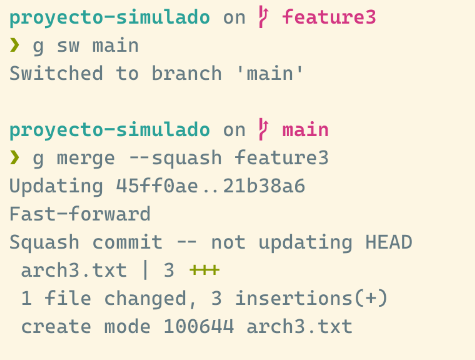 proyecto-simulado on feature3
❯ g sw main
Switched to branch 'main'
proyecto-simulado on main
❯ g merge --squash feature3
Updating 45ff0ae..21b38a6
Fast-forward
Squash commit -- not updating HEAD
arch3.txt | 3 +++
1 file changed, 3 insertions(+)
create mode 100644 arch3.txt